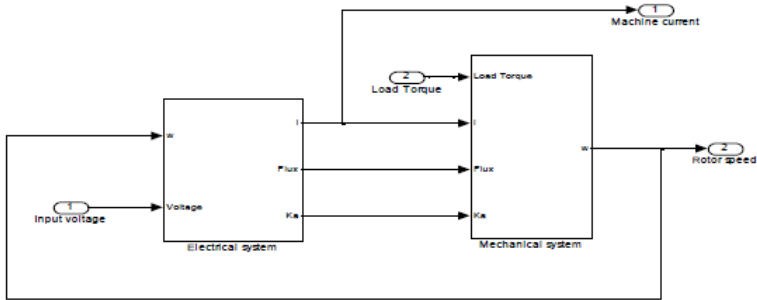 1
Machine current
2
Load Torque
Load Torque
I
I
w
w
2
Rotor speed
Flux
Flux
1
Input voltage
Voltage
Ka
Ka
Electrical system
Mechanical system